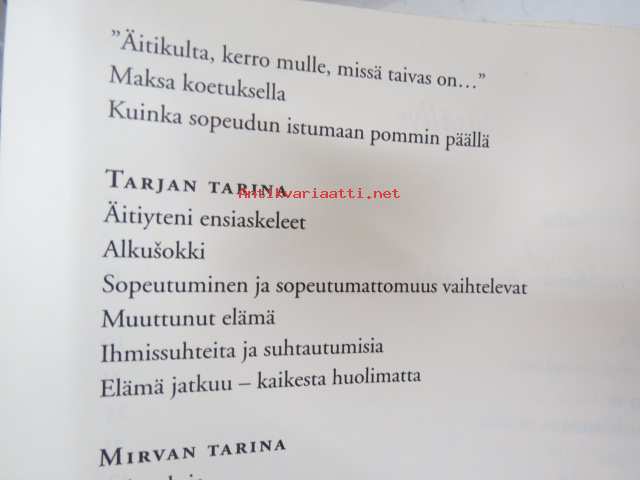 ”Äitikulta, kerro mulle, missä taivas on...”
Maksa koetuksella
Kuinka sopeudun istumaan pommin päällä
TARJAN TARINA
Antikvariaatti.net
Äitiyteni ensiaskeleet
Alkušokki
Sopeutuminen ja sopeutumattomuus vaihtelevat
Muuttunut elämä
Ihmissuhteita ja suhtautumisia
Elämä jatkuu – kaikesta huolimatta
MIRVAN TARINA